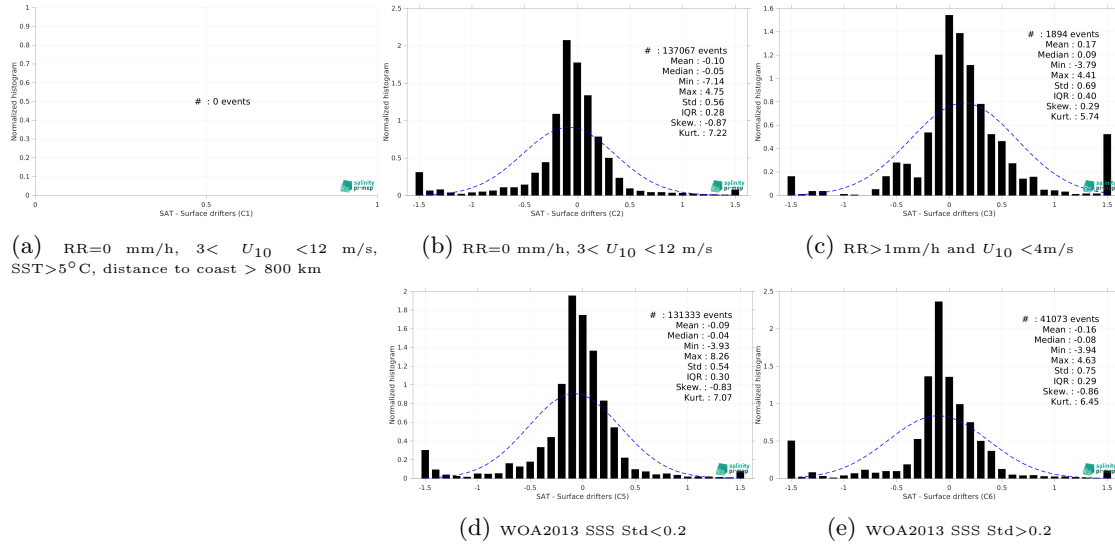 1
0.9
0.8
0.7
0.6
0.5
0.4
0.3
0.2
0.1
0
Normalized histogram
# : 0 events
salinity
pi-mep
0 0.5 1
SAT - Surface drifters (C1)
(a) RR=0 mm/h, 3< U10 <12 m/s,
SST>5°C, distance to coast > 800 km
2.5
2
1.5
1
0.5
0
Normalized histogram
# : 137067 events
Mean : -0.10
Median : -0.05
Min : -7.14
Max : 4.75
Std : 0.56
IQR : 0.28
Skew. : -0.87
Kurt. : 7.22
salinity
pi-mep
-1.5 -1 -0.5 0 0.5 1 1.5
SAT - Surface drifters (C2)
(b) RR=0 mm/h, 3< U10 <12 m/s
1.6
1.4
1.2
1
0.8
0.6
0.4
0.2
0
Normalized histogram
# : 1894 events
Mean : 0.17
Median : 0.09
Min : -3.79
Max : 4.41
Std : 0.69
IQR : 0.40
Skew. : 0.29
Kurt. : 5.74
salinity
pi-mep
-1.5 -1 -0.5 0 0.5 1 1.5
SAT - Surface drifters (C3)
(c) RR>1mm/h and U10 <4m/s
2
1.8
1.6
1.4
1.2
1
0.8
0.6
0.4
0.2
0
Normalized histogram
# : 131333 events
Mean : -0.09
Median : -0.04
Min : -3.93
Max : 8.26
Std : 0.54
IQR : 0.30
Skew. : -0.83
Kurt. : 7.07
salinity
pi-mep
-1.5 -1 -0.5 0 0.5 1 1.5
SAT - Surface drifters (C5)
(d) WOA2013 SSS Std<0.2
2.5
2
1.5
1
0.5
0
Normalized histogram
# : 41073 events
Mean : -0.16
Median : -0.08
Min : -3.94
Max : 4.63
Std : 0.75
IQR : 0.29
Skew. : -0.86
Kurt. : 6.45
salinity
pi-mep
-1.5 -1 -0.5 0 0.5 1 1.5
SAT - Surface drifters (C6)
(e) WOA2013 SSS Std>0.2